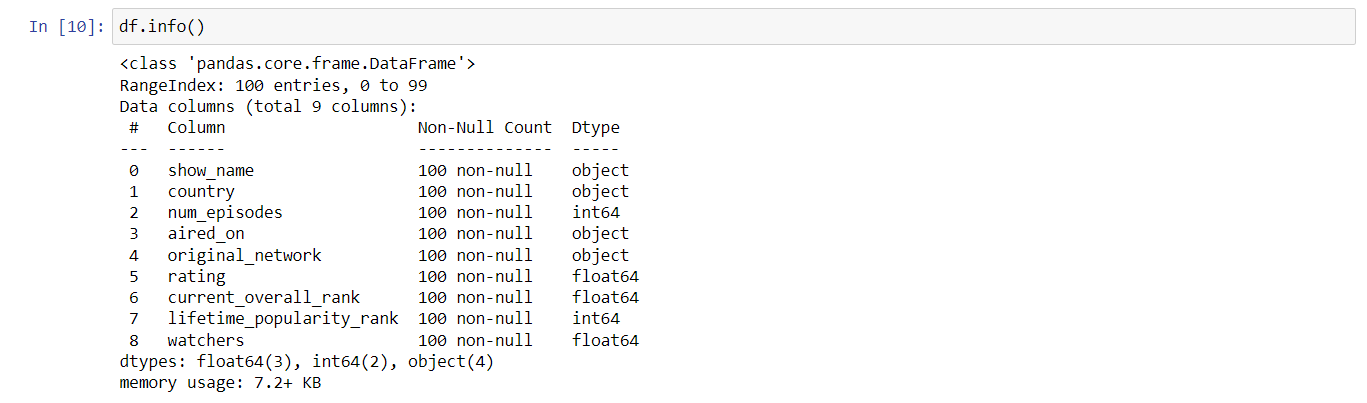 In [10]: df.info()
<class 'pandas.core.frame.DataFrame'>
RangeIndex: 100 entries, 0 to 99
Data columns (total 9 columns):
 #   Column                    Non-Null Count  Dtype
---  ------                    --------------  -----
 0   show_name                 100 non-null    object
 1   country                   100 non-null    object
 2   num_episodes              100 non-null    int64
 3   aired_on                  100 non-null    object
 4   original_network          100 non-null    object
 5   rating                    100 non-null    float64
 6   current_overall_rank      100 non-null    float64
 7   lifetime_popularity_rank  100 non-null    int64
 8   watchers                  100 non-null    float64
dtypes: float64(3), int64(2), object(4)
memory usage: 7.2+ KB